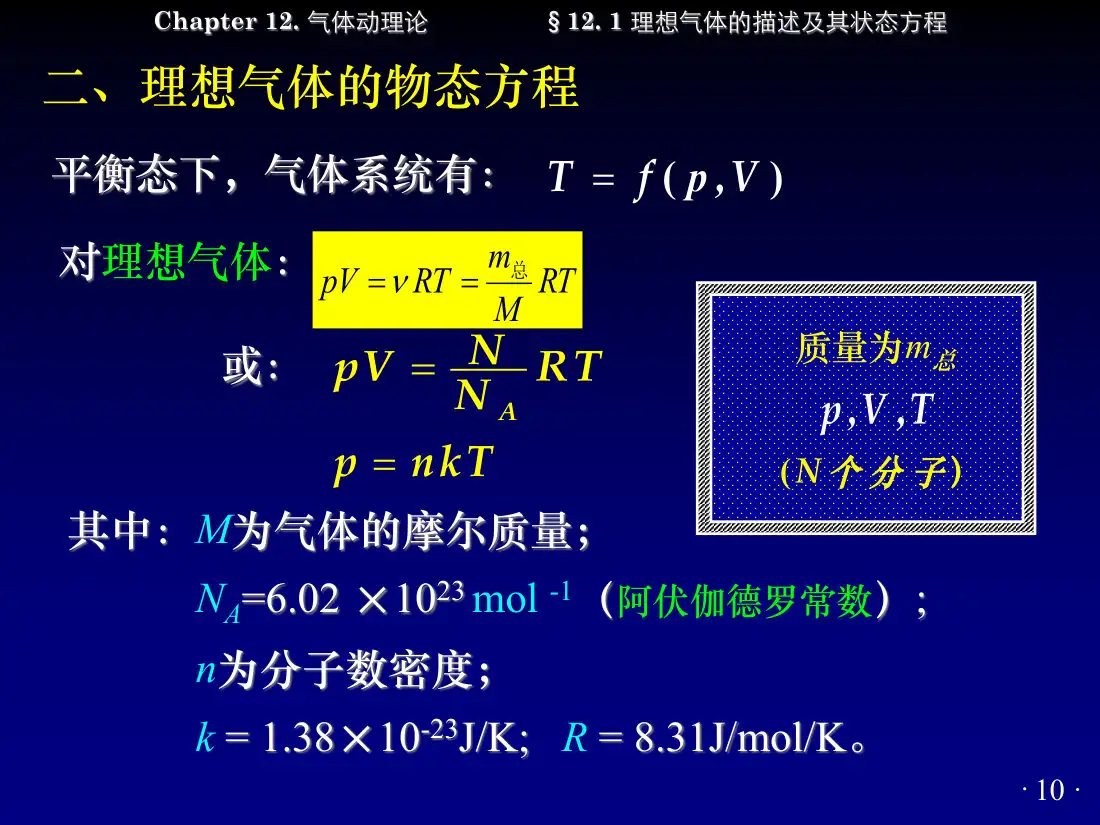 Chapter 12. 气体动理论 §12. 1 理想气体的描述及其状态方程
二、理想气体的物态方程
平衡态下，气体系统有： T = f ( p , V )
对理想气体： pV = ν RT = m总/M RT
或： pV = N/N_A RT
p = nkT
质量为m总
p ,V ,T
(N个分子)
其中：M为气体的摩尔质量；
N_A=6.02 ×10²³ mol ⁻¹（阿伏伽德罗常数）；
n为分子数密度；
k = 1.38×10⁻²³J/K; R = 8.31J/mol/K。
· 10 ·